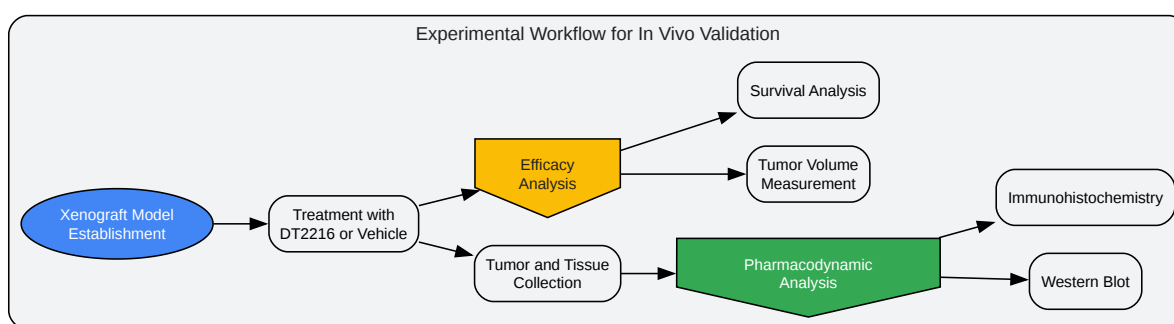 Experimental Workflow for In Vivo Validation
Survival Analysis
Efficacy
Analysis
Tumor Volume
Measurement
Xenograft Model
Establishment
Treatment with
DT2216 or Vehicle
Immunohistochemistry
Tumor and Tissue
Collection
Pharmacodynamic
Analysis
Western Blot